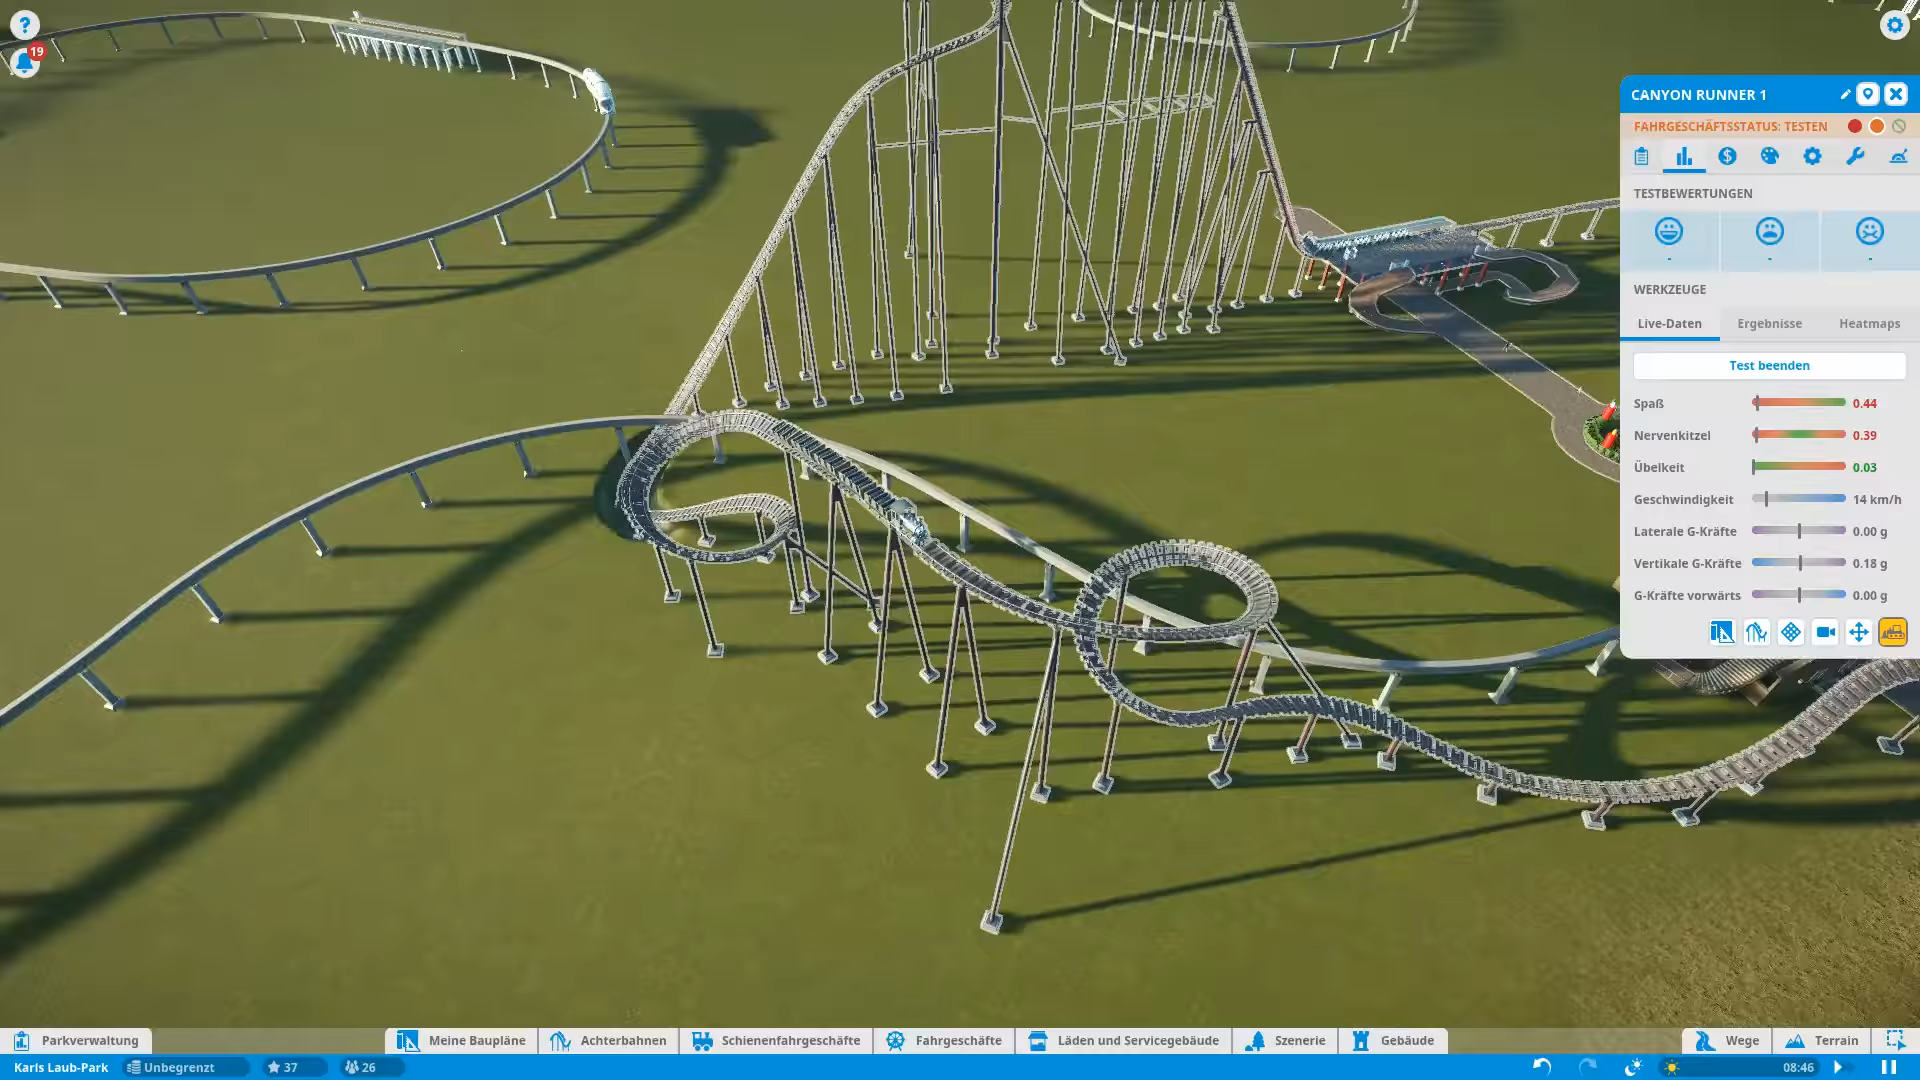 ?
19
CANYON RUNNER 1
FAHRGESCHÄFTSSTATUS: TESTEN
TESTBEWERTUNGEN
- - -
WERKZEUGE
Live-Daten Ergebnisse Heatmaps
Test beenden
Spaß 0.44
Nervenkitzel 0.39
Übelkeit 0.03
Geschwindigkeit 14 km/h
Laterale G-Kräfte 0.00 g
Vertikale G-Kräfte 0.18 g
G-Kräfte vorwärts 0.00 g
Parkverwaltung Meine Baupläne Achterbahnen Schienenfahrgeschäfte Fahrgeschäfte Läden und Servicegebäude Szenerie Gebäude Wege Terrain
Karls Laub-Park Unbegrenzt 37 26 08:46